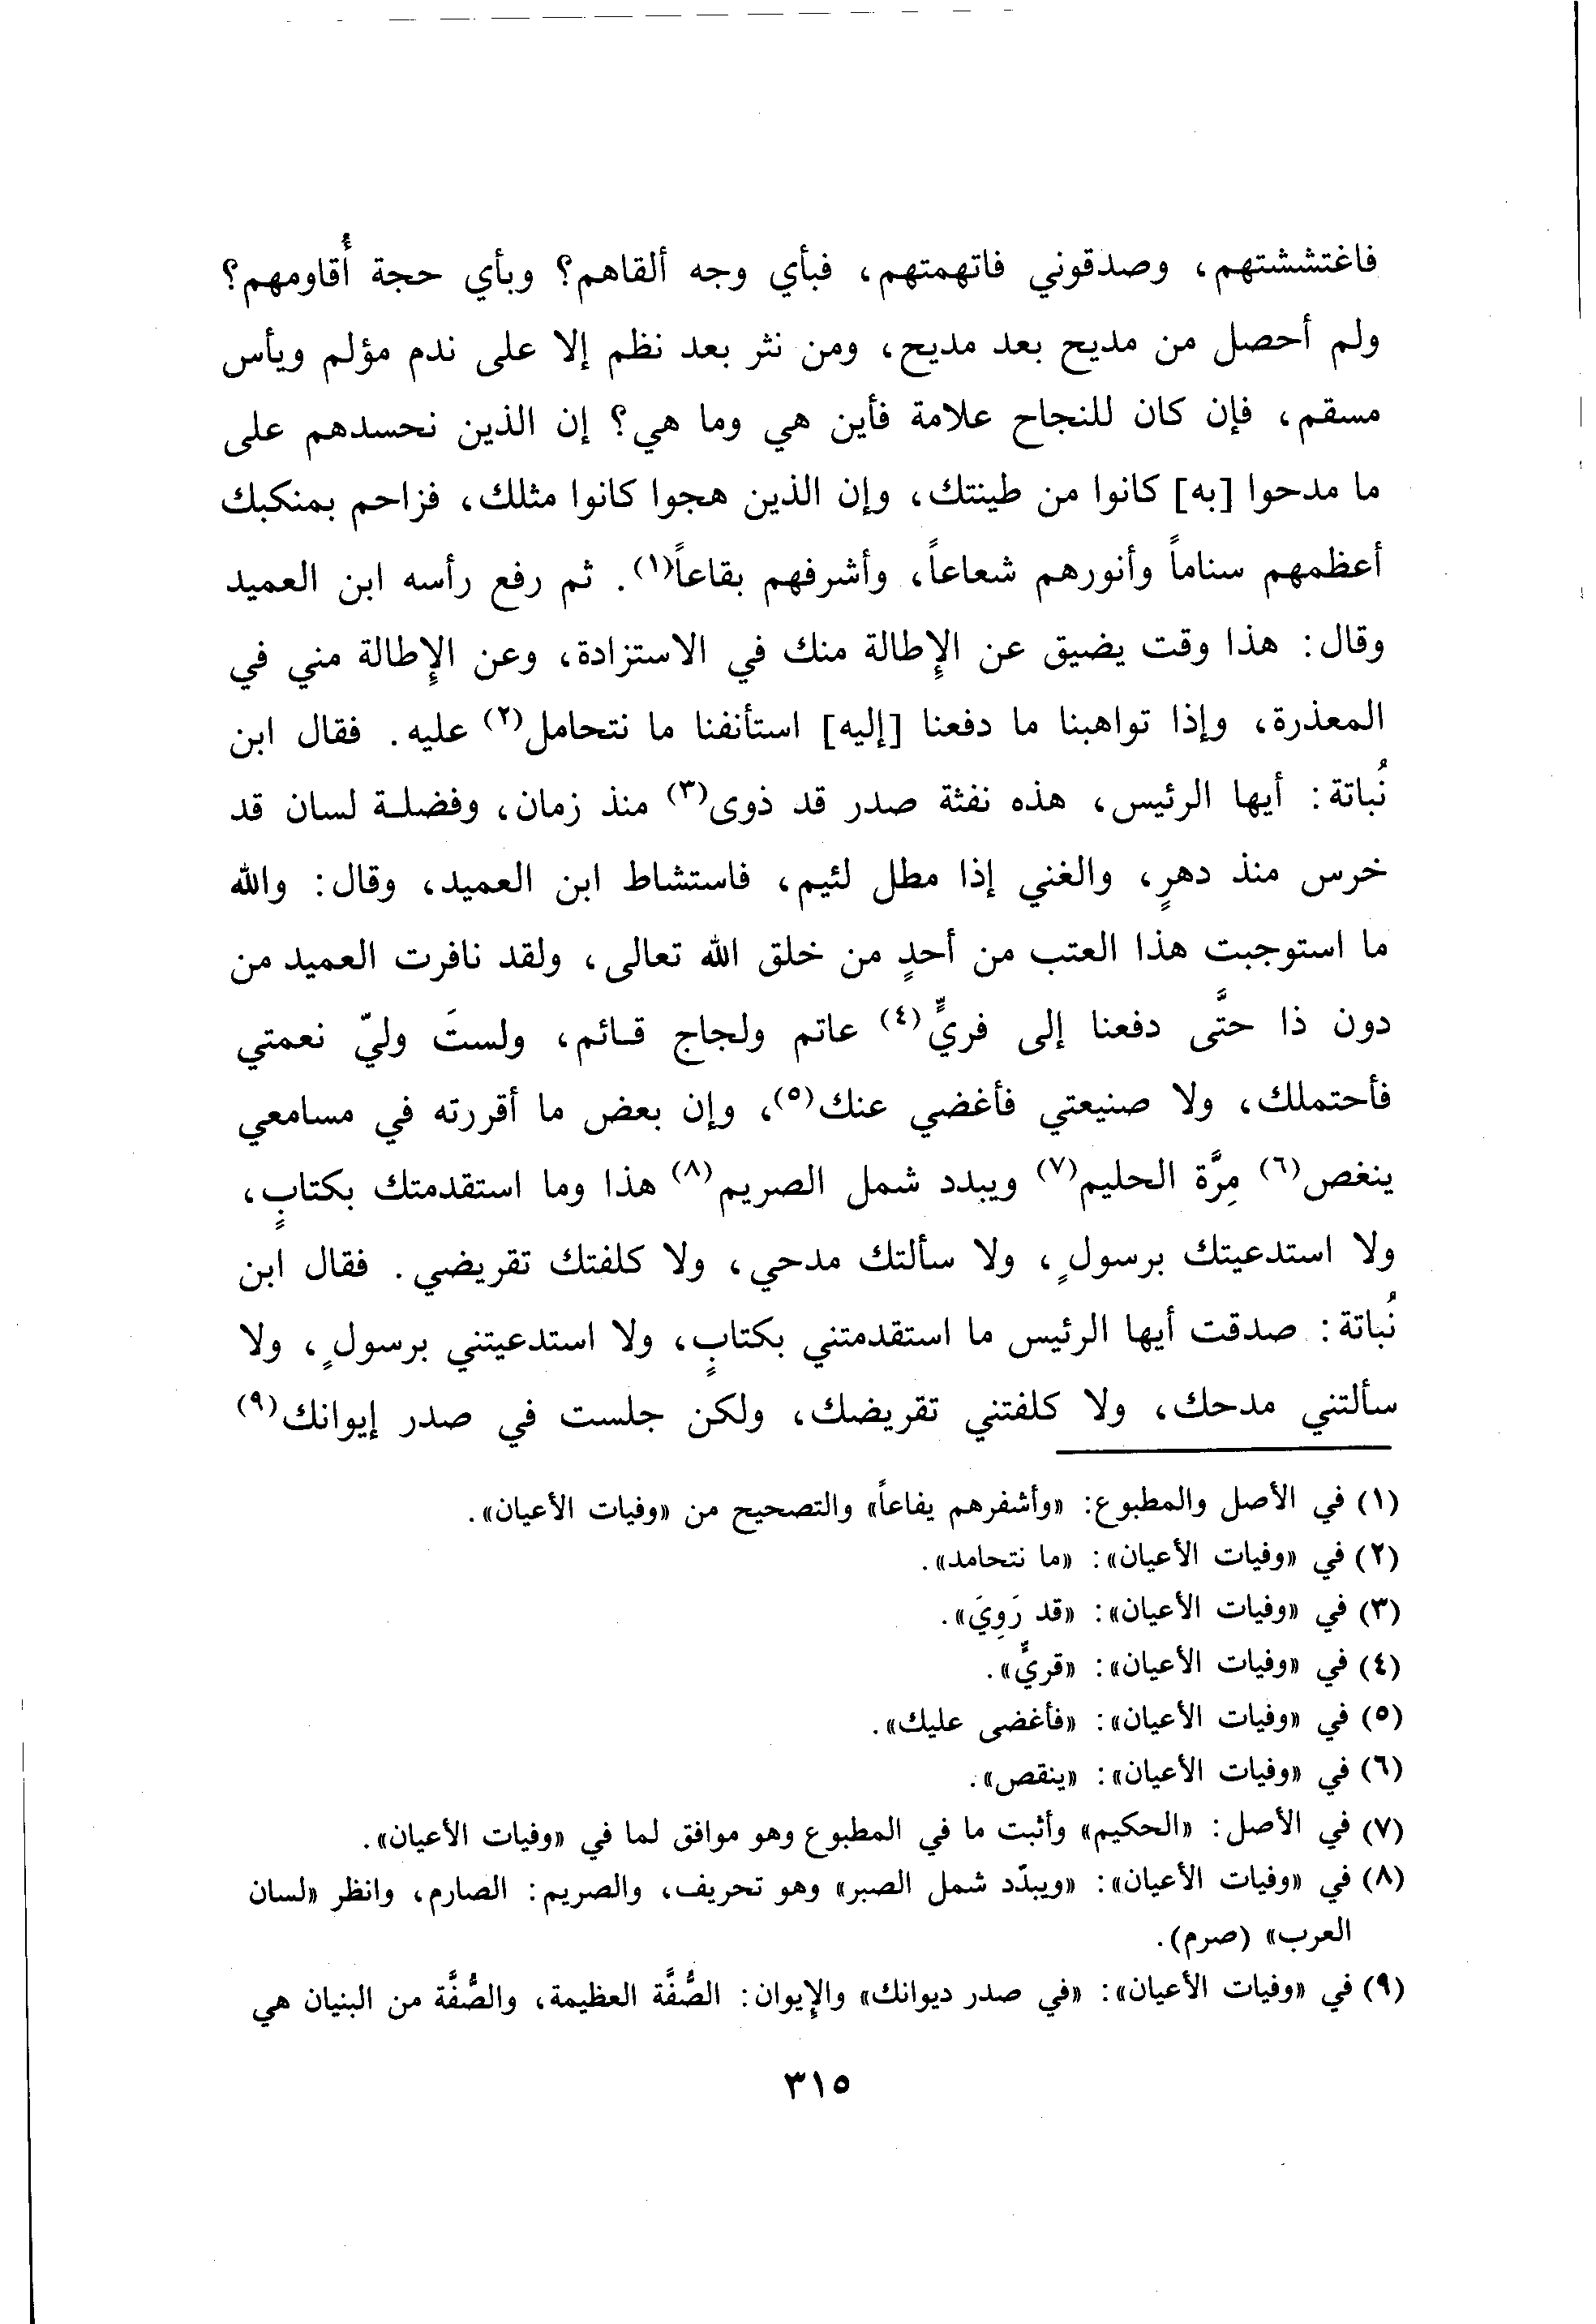 فاغتششتهم، وصدقوني فاتهمتهم، فبأي وجه ألقاهم؟ وبأي حجة أُقاومهم؟
ولم أحصل من مديح بعد مديح، ومن نثر بعد نظم إلا على ندم مؤلم ويأس
مسقم، فإن كان للنجاح علامة فأين هي وما هي؟ إن الذين نحسدهم على
ما مدحوا [به] كانوا من طينتك، وإن الذين هجوا كانوا مثلك، فزاحم بمنكبك
أعظمهم سناماً وأنورهم شعاعاً، وأشرفهم بقاعاً(١). ثم رفع رأسه ابن العميد
وقال: هذا وقت يضيق عن الإِطالة منك في الاستزادة، وعن الإِطالة مني في
المعذرة، وإذا تواهبنا ما دفعنا [إليه] استأنفنا ما نتحامل(٢) عليه. فقال ابن
نُباتة: أيها الرئيس، هذه نفثة صدر قد ذوى(٣) منذ زمان، وفضلة لسان قد
خرس منذ دهرٍ، والغني إذا مطل لئيم، فاستشاط ابن العميد، وقال: والله
ما استوجبت هذا العتب من أحدٍ من خلق الله تعالى، ولقد نافرت العميد من
دون ذا حتَّى دفعنا إلى فريٍّ(٤) عاتم ولجاج قائم، ولستَ وليّ نعمتي
فأحتملك، ولا صنيعتي فأغضي عنك(٥)، وإن بعض ما أقررته في مسامعي
ينغص(٦) مِرَّة الحليم(٧) ويبدد شمل الصريم(٨) هذا وما استقدمتك بكتابٍ،
ولا استدعيتك برسولٍ، ولا سألتك مدحي، ولا كلفتك تقريضي. فقال ابن
نُباتة: صدقت أيها الرئيس ما استقدمتني بكتابٍ، ولا استدعيتني برسولٍ، ولا
سألتني مدحك، ولا كلفتني تقريضك، ولكن جلست في صدر إيوانك(٩)
(١) في الأصل والمطبوع: «وأشفرهم يفاعاً» والتصحيح من «وفيات الأعيان».
(٢) في «وفيات الأعيان»: «ما نتحامد».
(٣) في «وفيات الأعيان»: «قد رَوِيَ».
(٤) في «وفيات الأعيان»: «قريٍّ».
(٥) في «وفيات الأعيان»: «فأغضى عليك».
(٦) في «وفيات الأعيان»: «ينقص».
(٧) في الأصل: «الحكيم» وأثبت ما في المطبوع وهو موافق لما في «وفيات الأعيان».
(٨) في «وفيات الأعيان»: «ويبدّد شمل الصبر» وهو تحريف، والصريم: الصارم، وانظر «لسان
العرب» (صرم).
(٩) في «وفيات الأعيان»: «في صدر ديوانك» والإِيوان: الصُّفَّة العظيمة، والصُّفَّة من البنيان هي
٣١٥